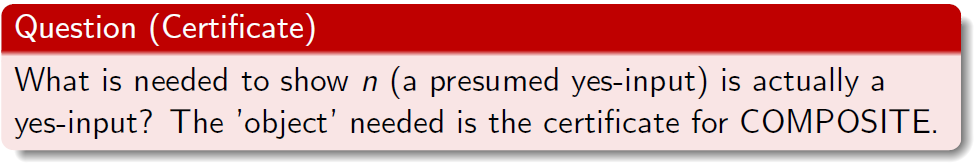 Question (Certificate)
What is needed to show n (a presumed yes-input) is actually a
yes-input? The 'object' needed is the certificate for COMPOSITE.